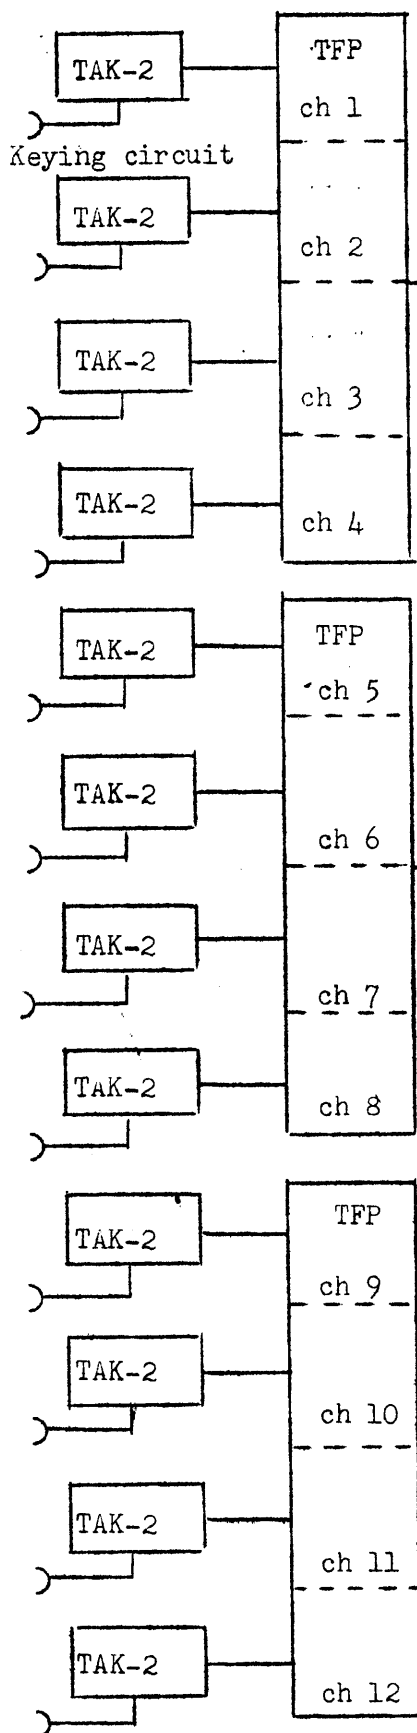 TAK-2
TFP
ch 1
Keying circuit
TAK-2
ch 2
TAK-2
ch 3
TAK-2
ch 4
TAK-2
TFP
ch 5
TAK-2
ch 6
TAK-2
ch 7
TAK-2
ch 8
TAK-2
TFP
ch 9
TAK-2
ch 10
TAK-2
ch 11
TAK-2
ch 12